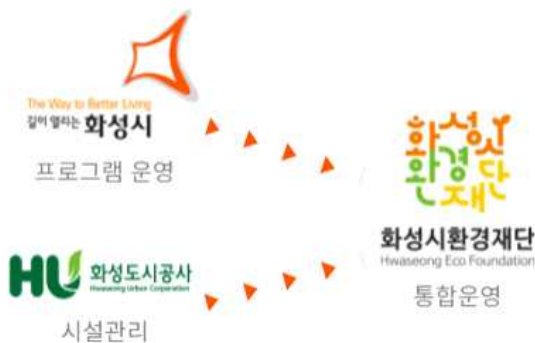 The Way to Better Living
길이 열리는 화성시
프로그램 운영
HU 화성도시공사
Hwaseong Urban Corporation
시설관리
화성시
환경
재단
화성시환경재단
Hwaseong Eco Foundation
통합운영